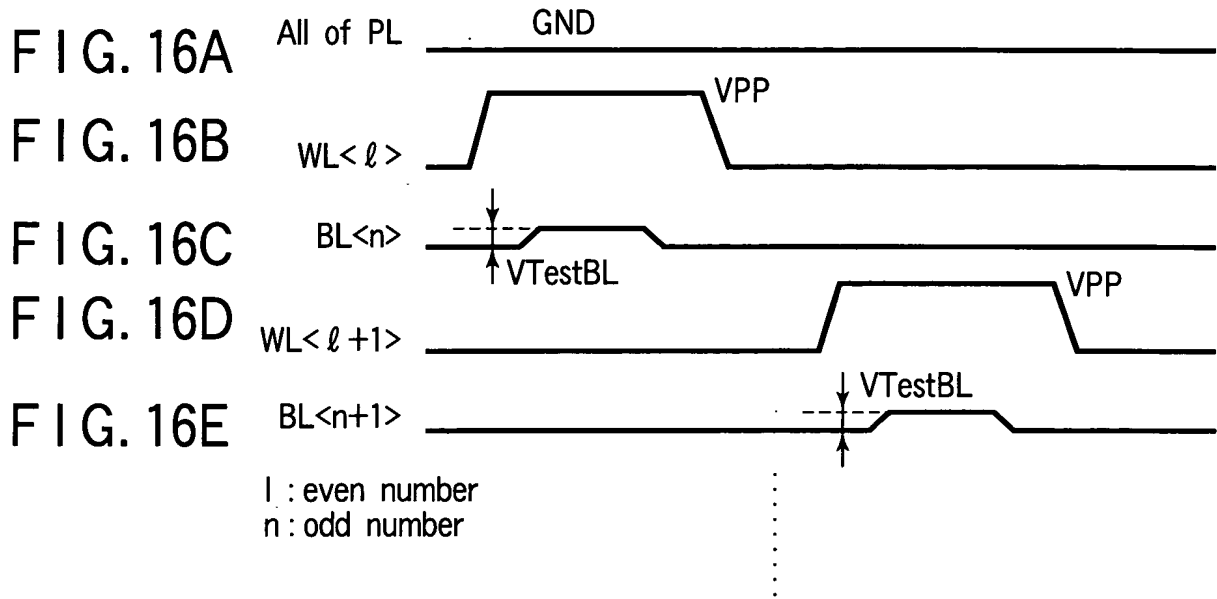 FIG. 16A All of PL GND
FIG. 16B WL<ℓ> VPP
FIG. 16C BL<n> VTestBL
FIG. 16D WL<ℓ+1> VPP
FIG. 16E BL<n+1> VTestBL
l : even number
n : odd number